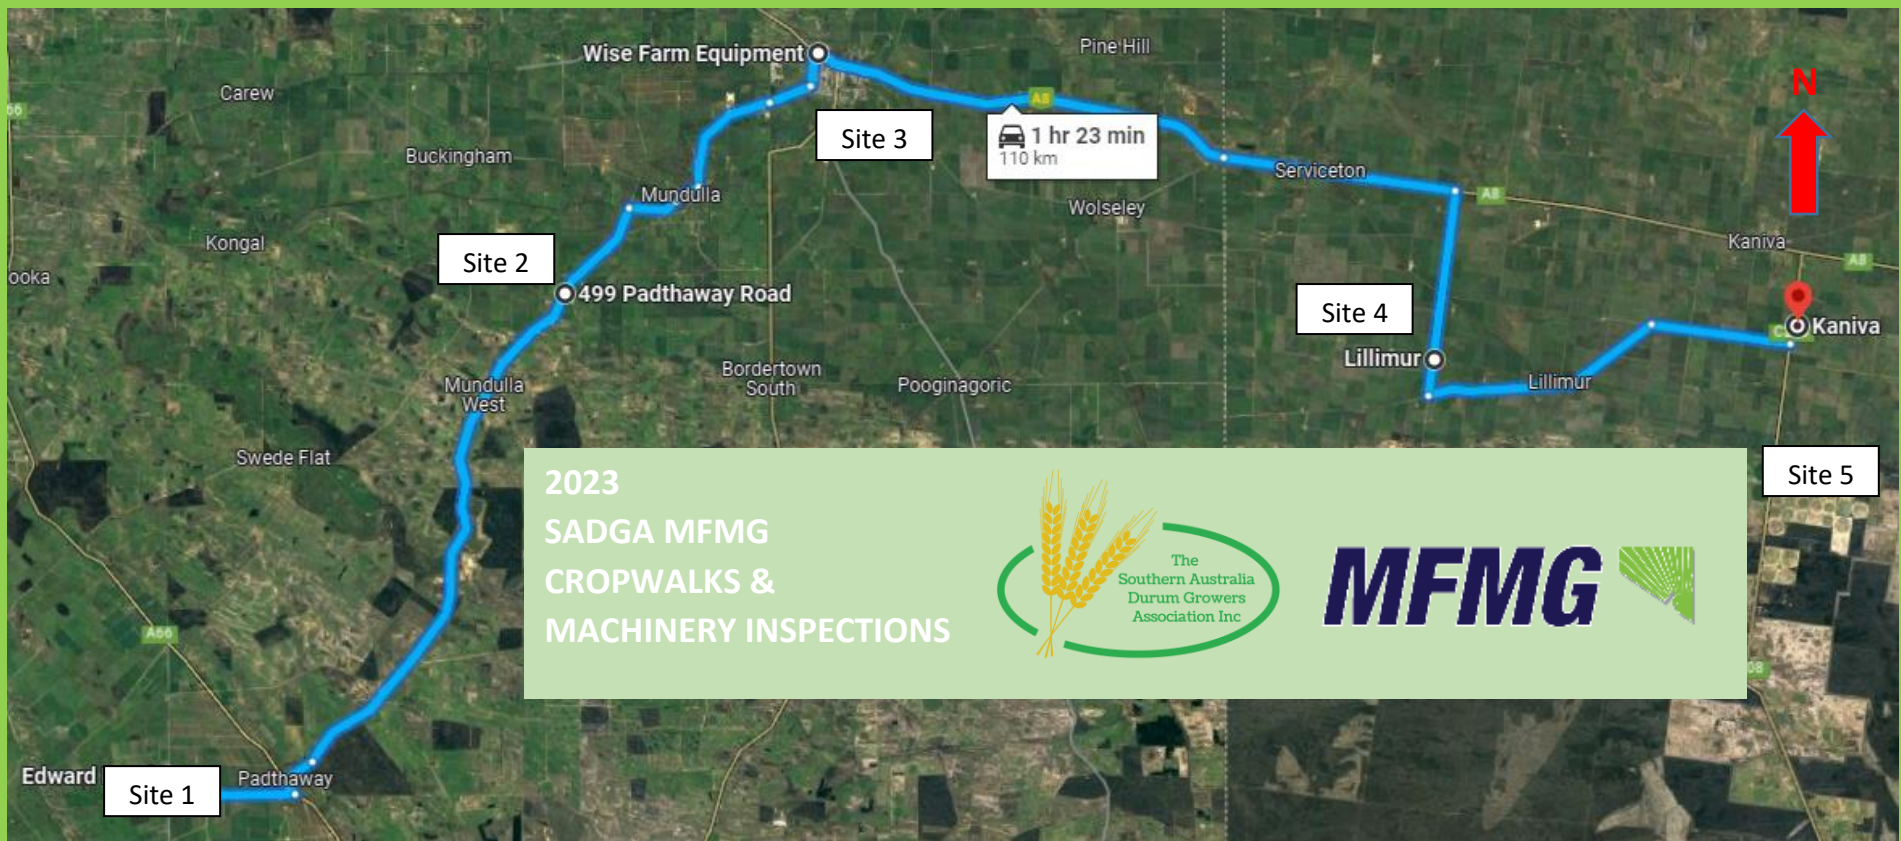 Wise Farm Equipment
Pine Hill
N
Carew
66
A8
Site 3
1 hr 23 min
110 km
Buckingham
Mundulla
Serviceton
A8
Wolseley
Kongal
Site 2
Kaniva
A8
ooka
499 Padthaway Road
Site 4
Kaniva
Lillimur
Lillimur
Mundulla
West
Bordertown
South
Pooginagoric
Swede Flat
Site 5
2023
SADGA MFMG
CROPWALKS &
MACHINERY INSPECTIONS
The
Southern Australia
Durum Growers
Association Inc
MFMG
A66
08
Edward
Site 1
Padthaway